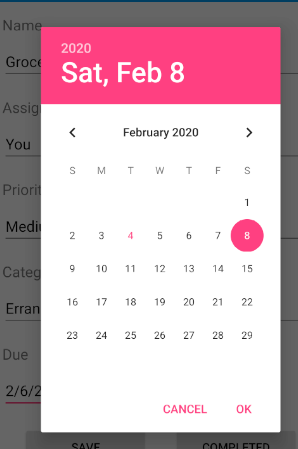 Name
2020
Sat, Feb 8
Groce
Assig
February 2020
You
S M T W T F S
Priorit
1
Mediu
2 3 4 5 6 7 8
9 10 11 12 13 14 15
Categ
16 17 18 19 20 21 22
Erran
23 24 25 26 27 28 29
Due
2/6/2
CANCEL OK
SAVE COMPLETED